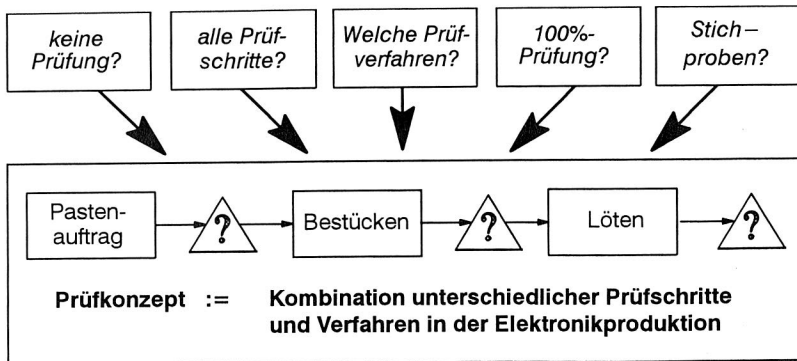 keine
Prüfung?
alle Prüf-
schritte?
Welche Prüf-
verfahren?
100%-
Prüfung?
Stich–
proben?
Pasten-
auftrag
?
Bestücken
?
Löten
?
Prüfkonzept := Kombination unterschiedlicher Prüfschritte
und Verfahren in der Elektronikproduktion